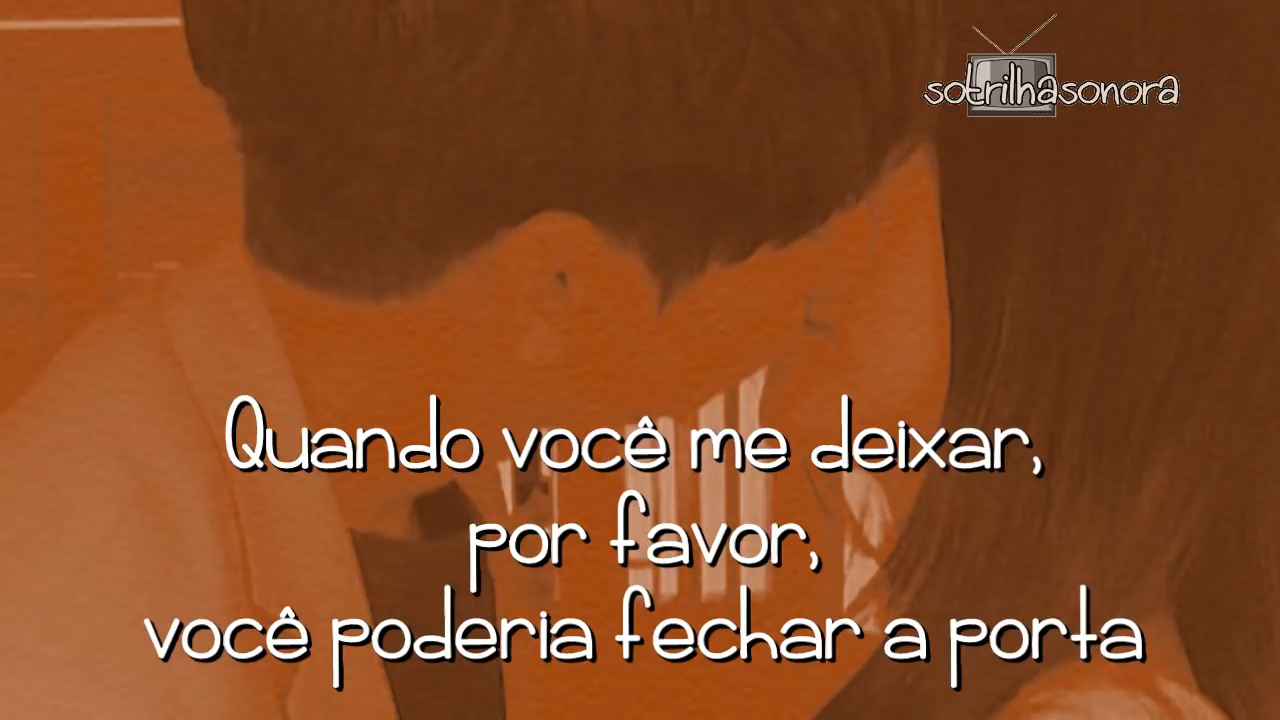 sotrilhasonora
Quando você me deixar,
por favor,
você poderia fechar a porta